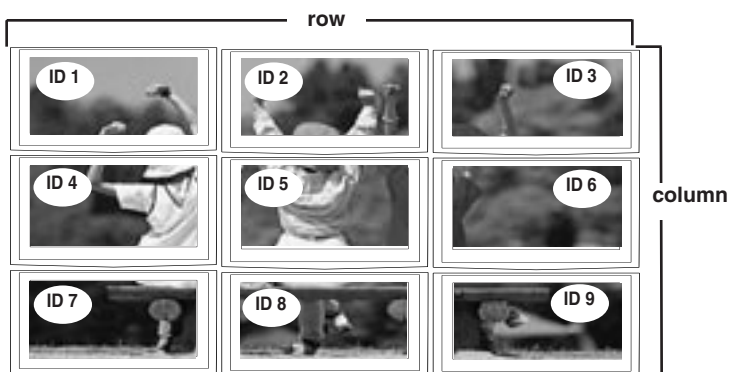 row
ID 1 ID 2 ID 3
ID 4 ID 5 ID 6
column
ID 7 ID 8 ID 9